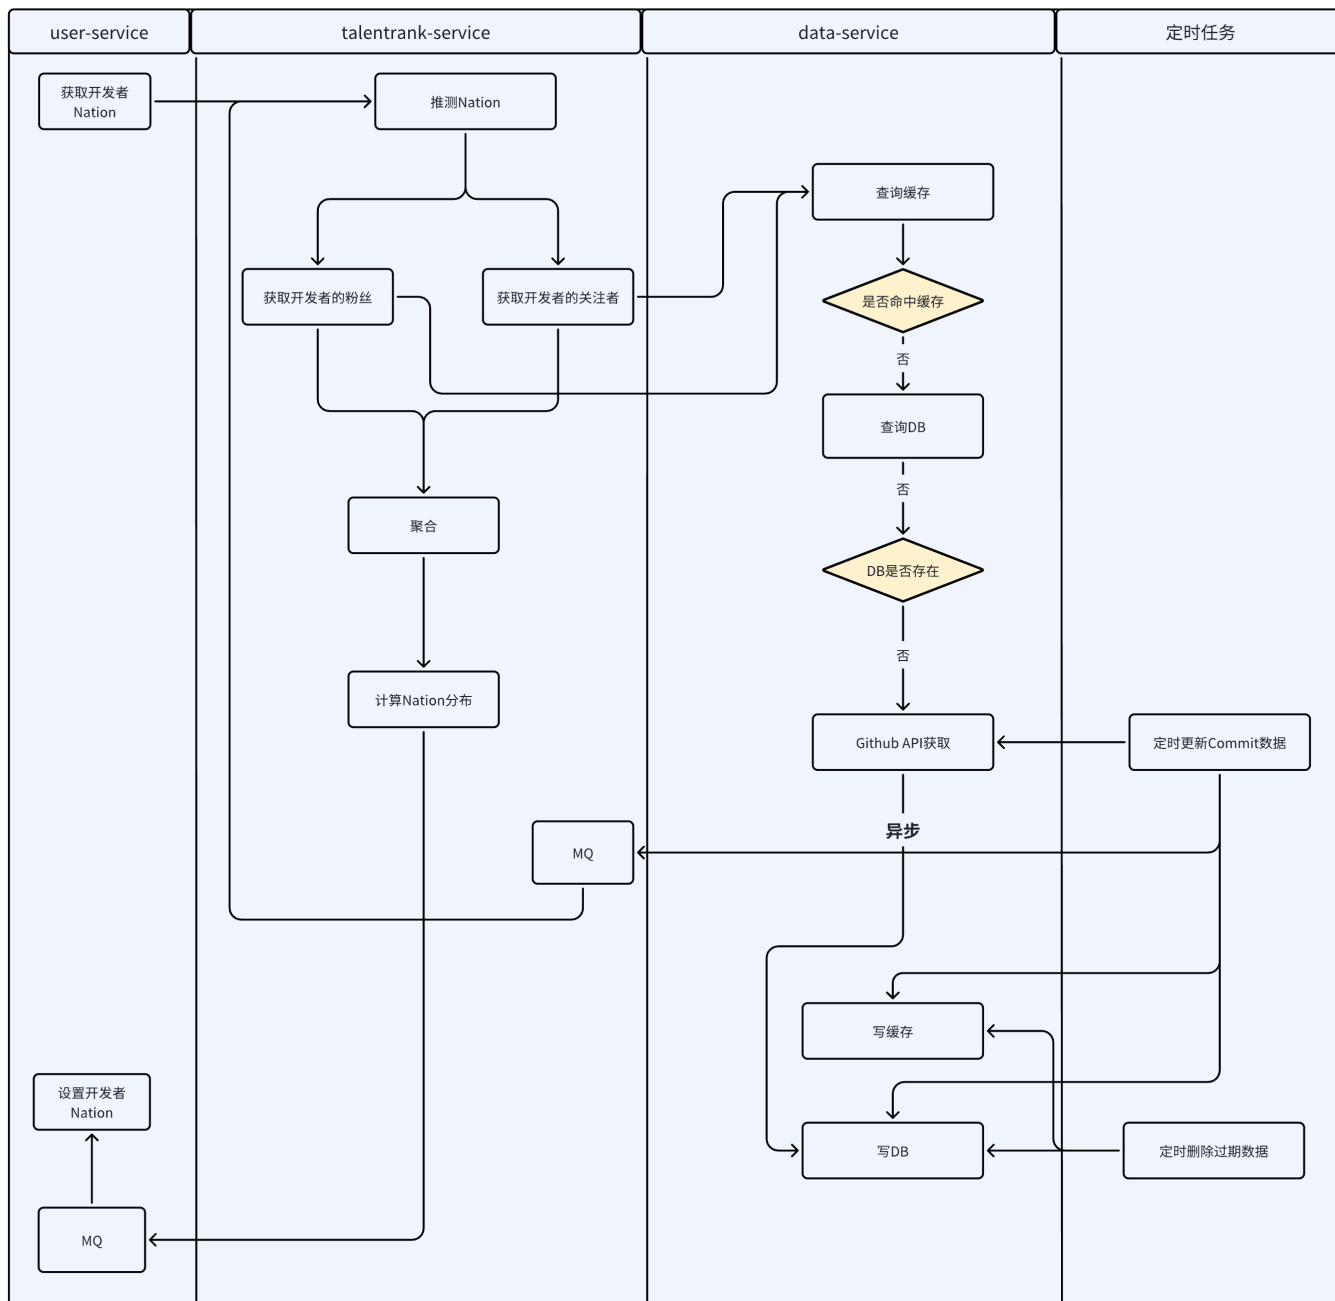 user-service
talentrank-service
data-service
定时任务
获取开发者
Nation
推测Nation
查询缓存
获取开发者的粉丝
获取开发者的关注者
是否命中缓存
否
查询DB
否
聚合
DB是否存在
否
计算Nation分布
Github API获取
定时更新Commit数据
异步
MQ
写缓存
设置开发者
Nation
写DB
定时删除过期数据
MQ